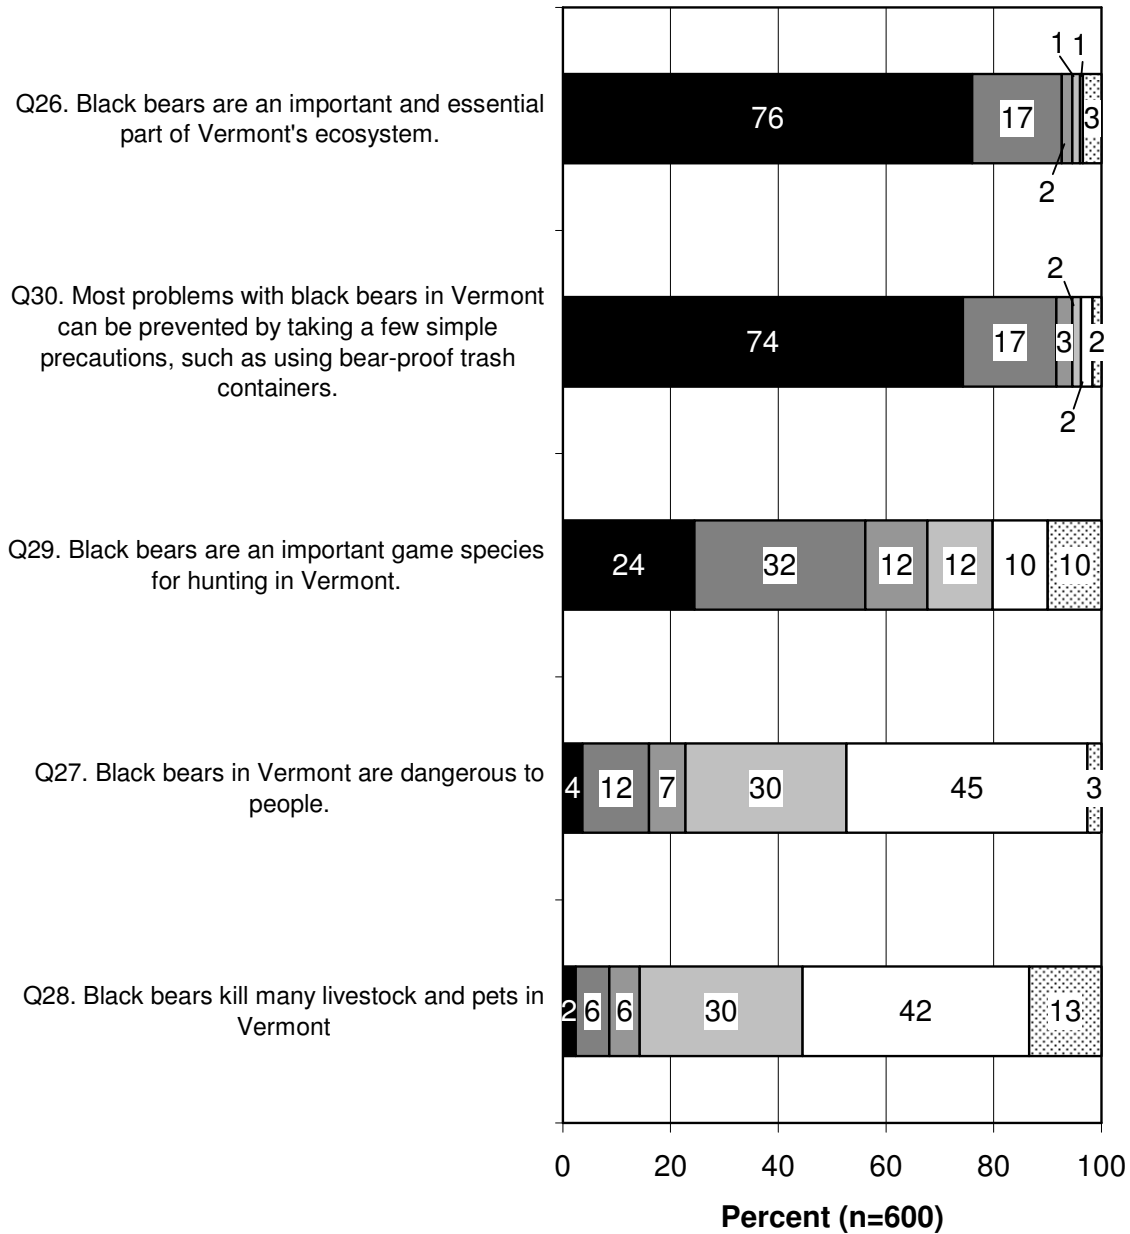 1 1
Q26. Black bears are an important and essential
part of Vermont's ecosystem.
76 17 3
2
2
Q30. Most problems with black bears in Vermont
can be prevented by taking a few simple
precautions, such as using bear-proof trash
containers.
74 17 3 2
2
Q29. Black bears are an important game species
for hunting in Vermont.
24 32 12 12 10 10
Q27. Black bears in Vermont are dangerous to
people.
4 12 7 30 45 3
Q28. Black bears kill many livestock and pets in
Vermont
2 6 6 30 42 13
0 20 40 60 80 100
Percent (n=600)